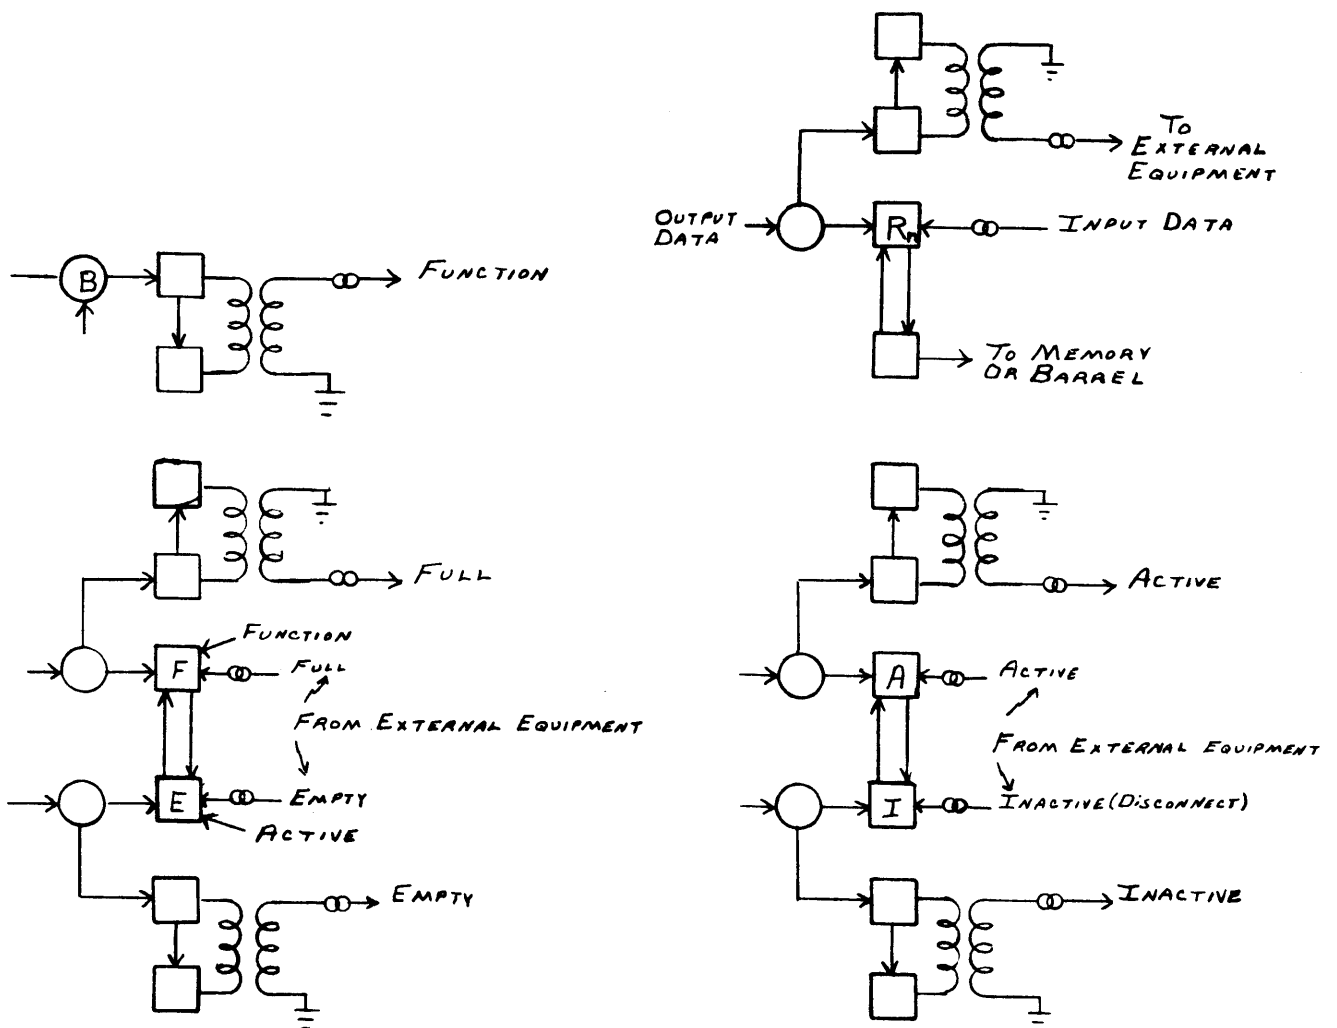 B
FUNCTION
TO
EXTERNAL
EQUIPMENT
OUTPUT
DATA
Rn
INPUT DATA
TO MEMORY
OR BARREL
FULL
FUNCTION
F
FULL
FROM EXTERNAL EQUIPMENT
E
EMPTY
ACTIVE
EMPTY
ACTIVE
A
ACTIVE
FROM EXTERNAL EQUIPMENT
I
INACTIVE (DISCONNECT)
INACTIVE